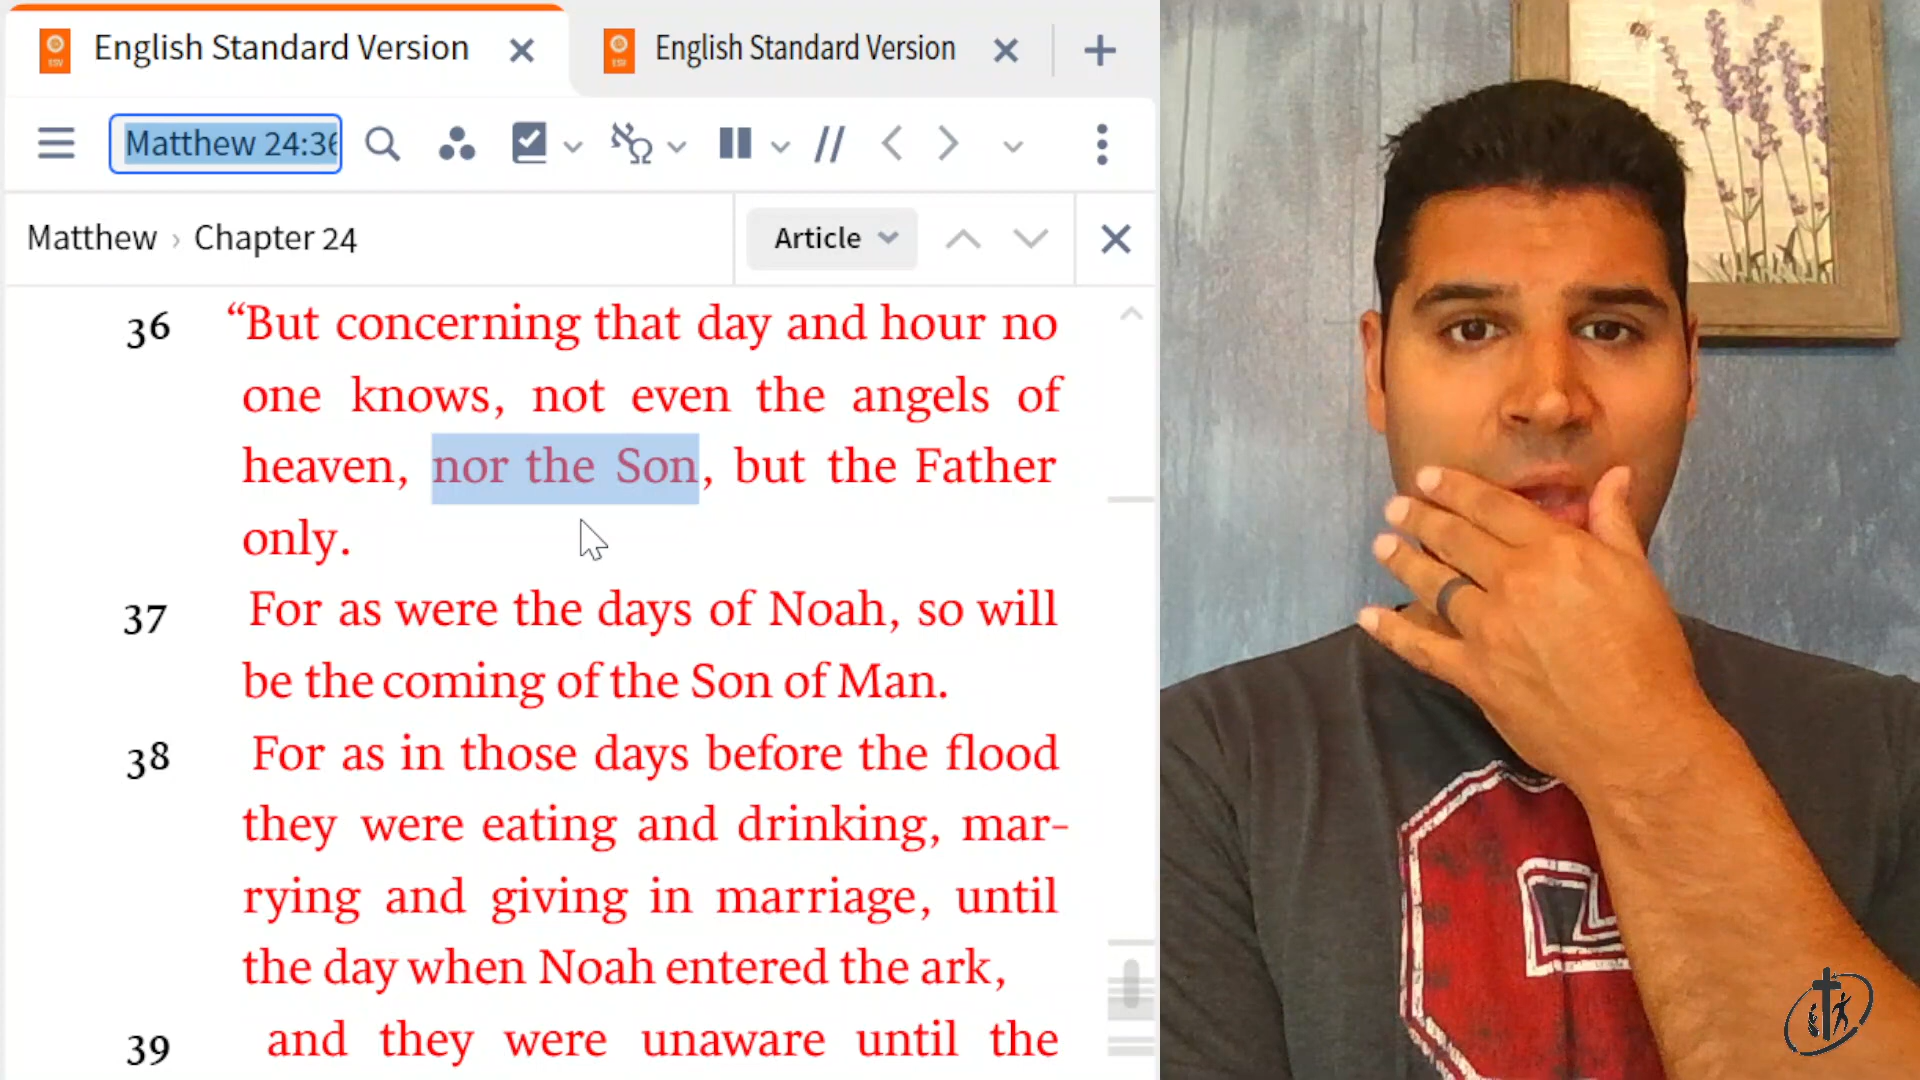 English Standard Version
English Standard Version
Matthew 24:36
Matthew › Chapter 24
Article
36 “But concerning that day and hour no
one knows, not even the angels of
heaven, nor the Son, but the Father
only.
37 For as were the days of Noah, so will
be the coming of the Son of Man.
38 For as in those days before the flood
they were eating and drinking, mar-
rying and giving in marriage, until
the day when Noah entered the ark,
39 and they were unaware until the